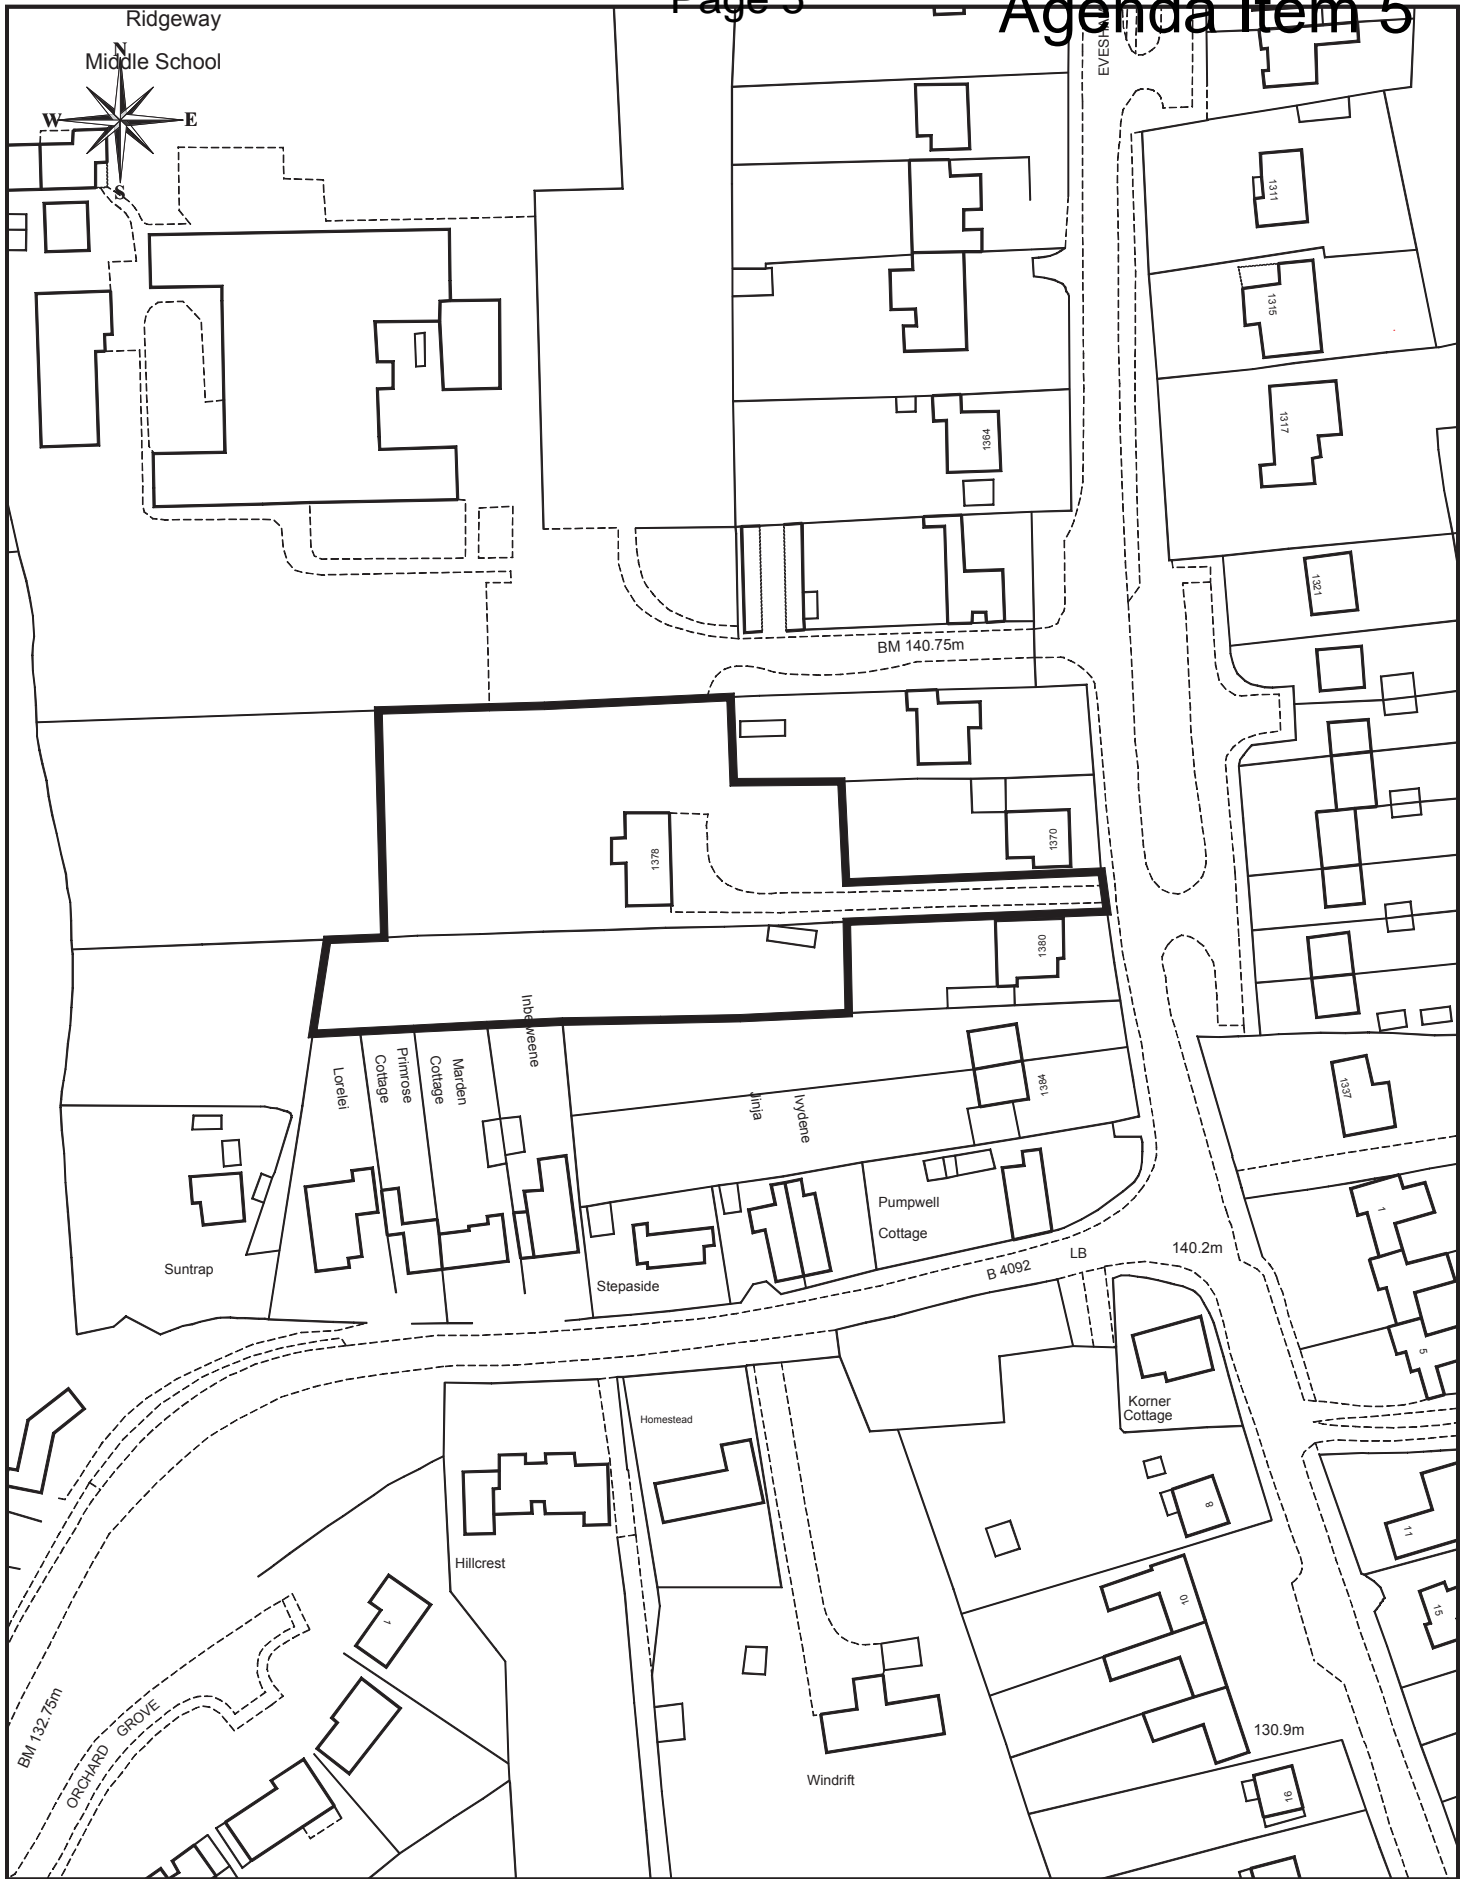 Page 3
Agenda Item 5
Ridgeway
Middle School
N
W
E
S
1311
1315
1364
1317
1321
BM 140.75m
1378
1370
1380
Inbetweene
Lorelei
Primrose
Cottage
Marden
Cottage
Jinja
Ivydene
1384
1337
Pumpwell
Cottage
1
Suntrap
Stepaside
B 4092
LB
140.2m
5
Korner
Cottage
Homestead
8
11
Hillcrest
1
10
15
BM 132.75m
ORCHARD GROVE
130.9m
Windrift
16